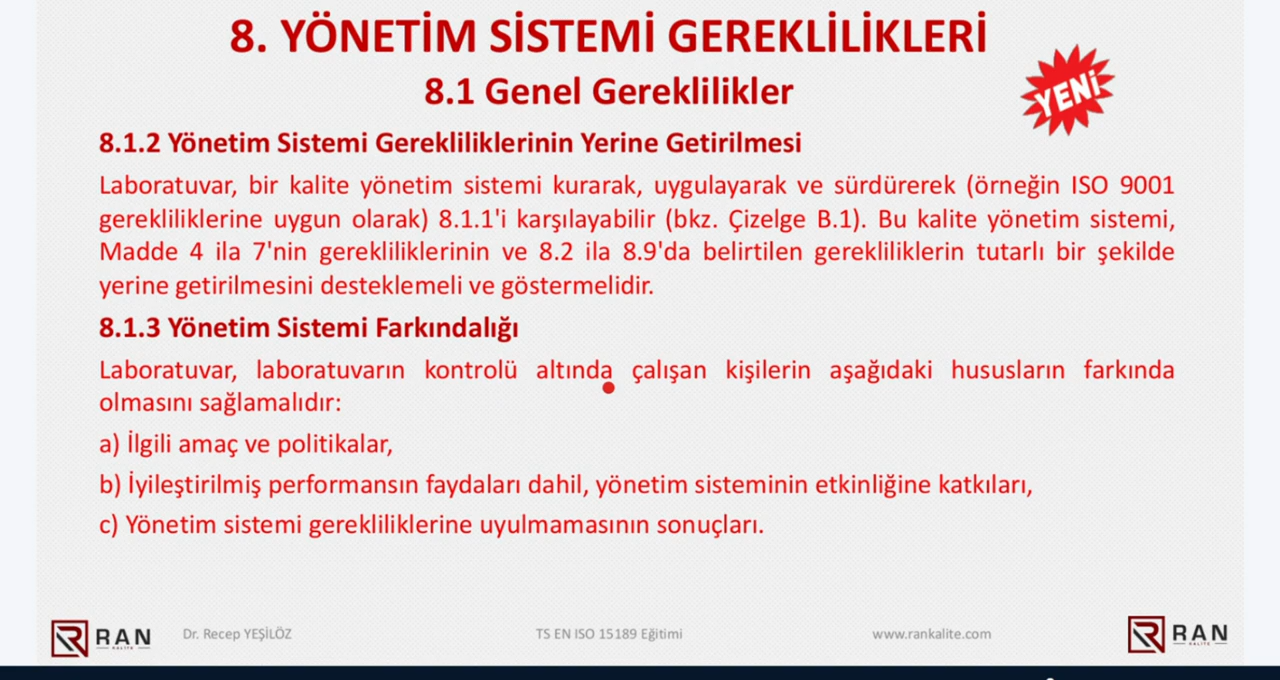 8. YÖNETİM SİSTEMİ GEREKLİLİKLERİ
8.1 Genel Gereklilikler
YENİ
8.1.2 Yönetim Sistemi Gerekliliklerinin Yerine Getirilmesi
Laboratuvar, bir kalite yönetim sistemi kurarak, uygulayarak ve sürdürerek (örneğin ISO 9001
gerekliliklerine uygun olarak) 8.1.1'i karşılayabilir (bkz. Çizelge B.1). Bu kalite yönetim sistemi,
Madde 4 ila 7'nin gerekliliklerinin ve 8.2 ila 8.9'da belirtilen gerekliliklerin tutarlı bir şekilde
yerine getirilmesini desteklemeli ve göstermelidir.
8.1.3 Yönetim Sistemi Farkındalığı
Laboratuvar, laboratuvarın kontrolü altında çalışan kişilerin aşağıdaki hususların farkında
olmasını sağlamalıdır:
a) İlgili amaç ve politikalar,
b) İyileştirilmiş performansın faydaları dahil, yönetim sisteminin etkinliğine katkıları,
c) Yönetim sistemi gerekliliklerine uyulmamasının sonuçları.
RAN
KALİTE
Dr. Recep YEŞİLÖZ
TS EN ISO 15189 Eğitimi
www.rankalite.com
RAN
KALİTE